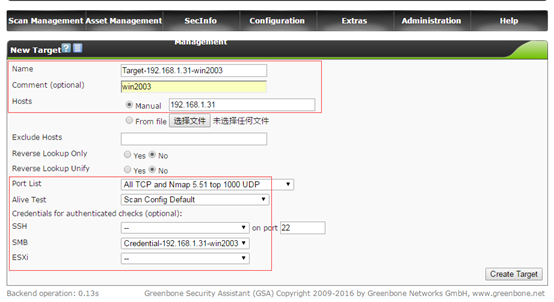 Scan Management Asset Management SecInfo Management Configuration Extras Administration Help
New Target ?
Name Target-192.168.1.31-win2003
Comment (optional) win2003
Hosts Manual 192.168.1.31
From file 选择文件 未选择任何文件
Exclude Hosts
Reverse Lookup Only Yes No
Reverse Lookup Unify Yes No
Port List All TCP and Nmap 5.51 top 1000 UDP
Alive Test Scan Config Default
Credentials for authenticated checks (optional):
SSH -- on port 22
SMB Credential-192.168.1.31-win2003
ESXi --
Create Target
Backend operation: 0.13s Greenbone Security Assistant (GSA) Copyright 2009-2016 by Greenbone Networks GmbH, www.greenbone.net